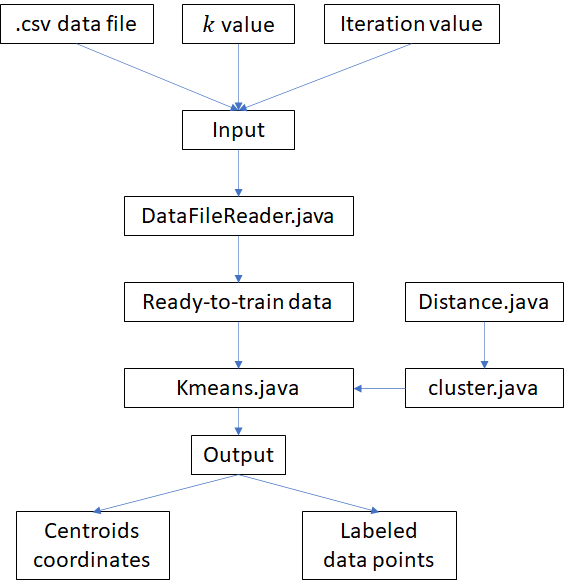 .csv data file
k value
Iteration value
Input
DataFileReader.java
Ready-to-train data
Distance.java
Kmeans.java
cluster.java
Output
Centroids
coordinates
Labeled
data points